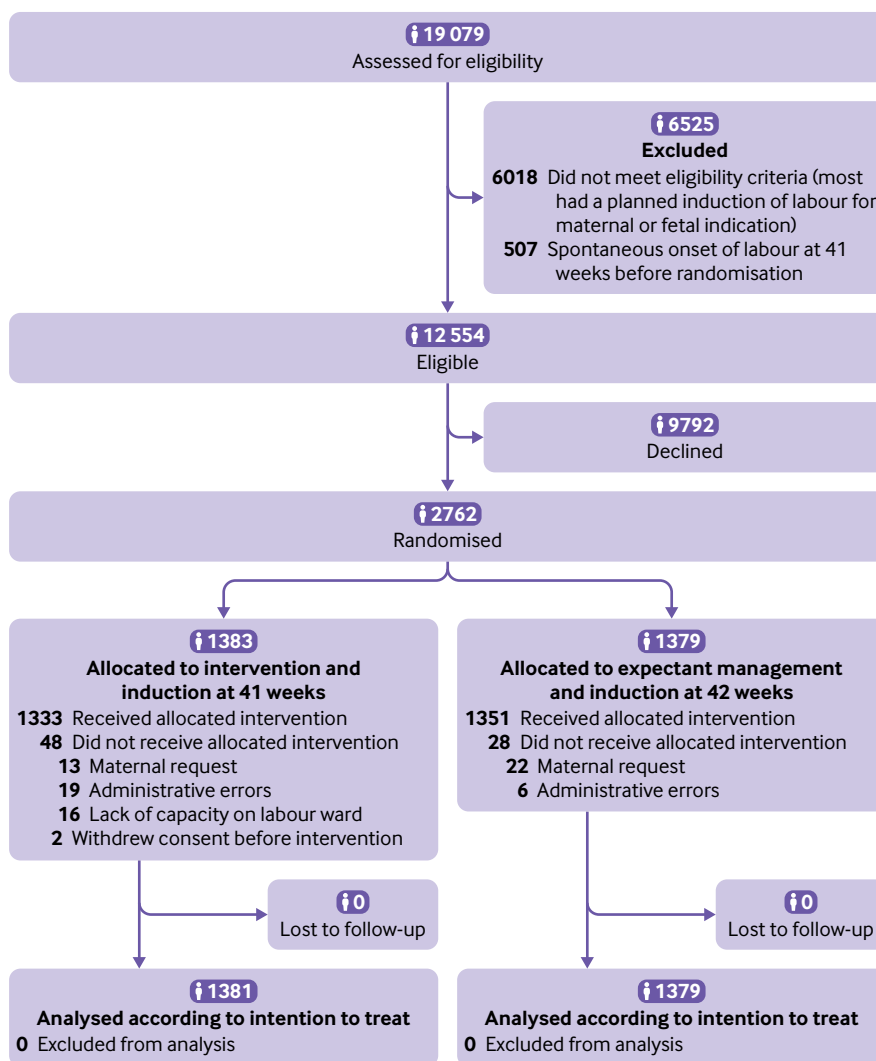 19 079
Assessed for eligibility
6525
Excluded
6018 Did not meet eligibility criteria (most
had a planned induction of labour for
maternal or fetal indication)
507 Spontaneous onset of labour at 41
weeks before randomisation
12 554
Eligible
9792
Declined
2762
Randomised
1383
Allocated to intervention and
induction at 41 weeks
1333 Received allocated intervention
48 Did not receive allocated intervention
13 Maternal request
19 Administrative errors
16 Lack of capacity on labour ward
2 Withdrew consent before intervention
1379
Allocated to expectant management
and induction at 42 weeks
1351 Received allocated intervention
28 Did not receive allocated intervention
22 Maternal request
6 Administrative errors
0
Lost to follow-up
0
Lost to follow-up
1381
Analysed according to intention to treat
0 Excluded from analysis
1379
Analysed according to intention to treat
0 Excluded from analysis